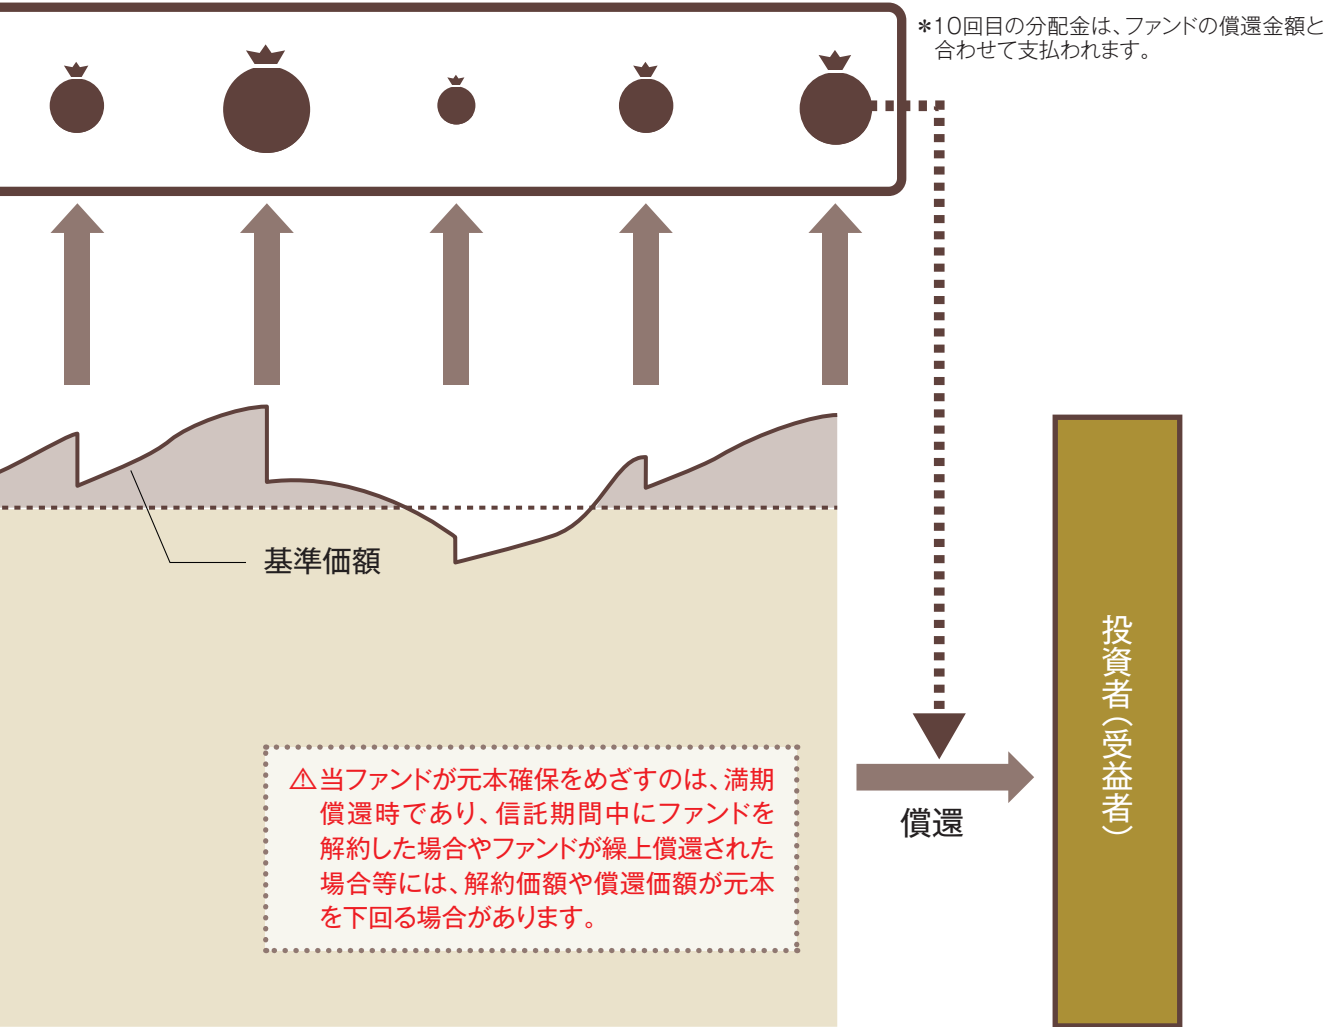 *10回目の分配金は、ファンドの償還金額と
合わせて支払われます。
基準価額
⚠当ファンドが元本確保をめざすのは、満期
償還時であり、信託期間中にファンドを
解約した場合やファンドが繰上償還された
場合等には、解約価額や償還価額が元本
を下回る場合があります。
償還
投資者（受益者）